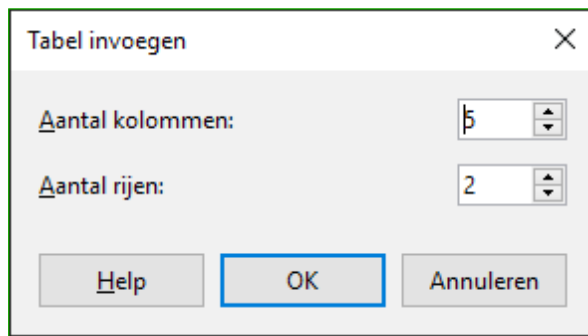 Tabel invoegen
Aantal kolommen: 5
Aantal rijen: 2
Help OK Annuleren